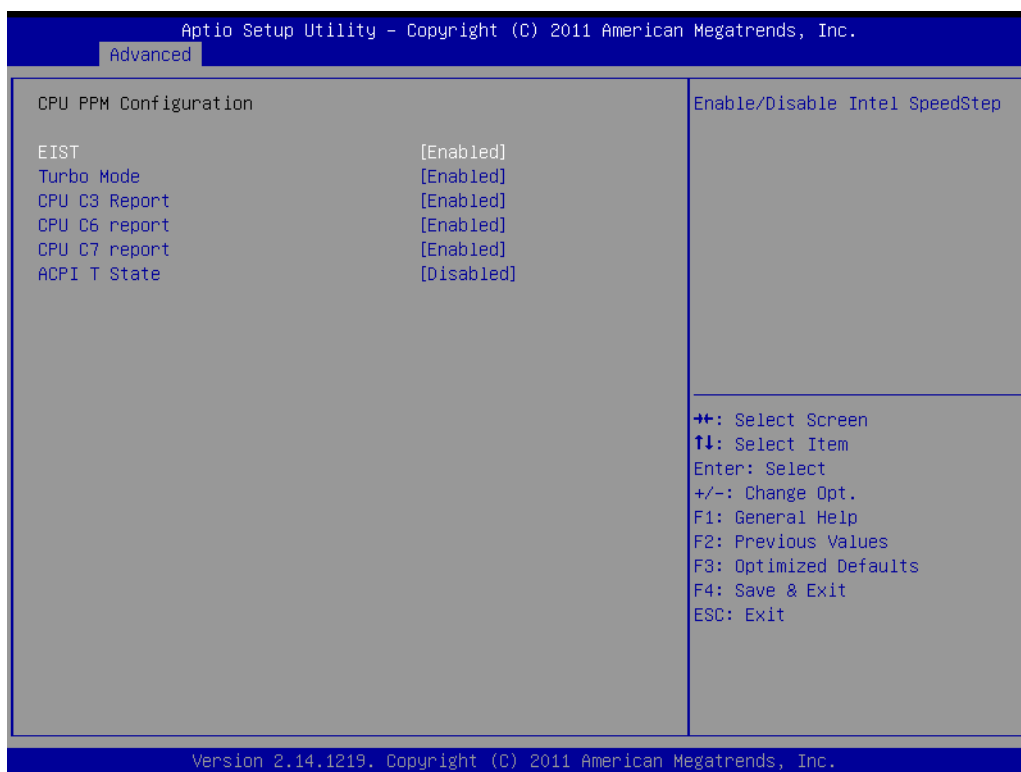 Aptio Setup Utility – Copyright (C) 2011 American Megatrends, Inc.
Advanced
CPU PPM Configuration
EIST [Enabled]
Turbo Mode [Enabled]
CPU C3 Report [Enabled]
CPU C6 report [Enabled]
CPU C7 report [Enabled]
ACPI T State [Disabled]
Enable/Disable Intel SpeedStep
→←: Select Screen
↑↓: Select Item
Enter: Select
+/-: Change Opt.
F1: General Help
F2: Previous Values
F3: Optimized Defaults
F4: Save & Exit
ESC: Exit
Version 2.14.1219. Copyright (C) 2011 American Megatrends, Inc.